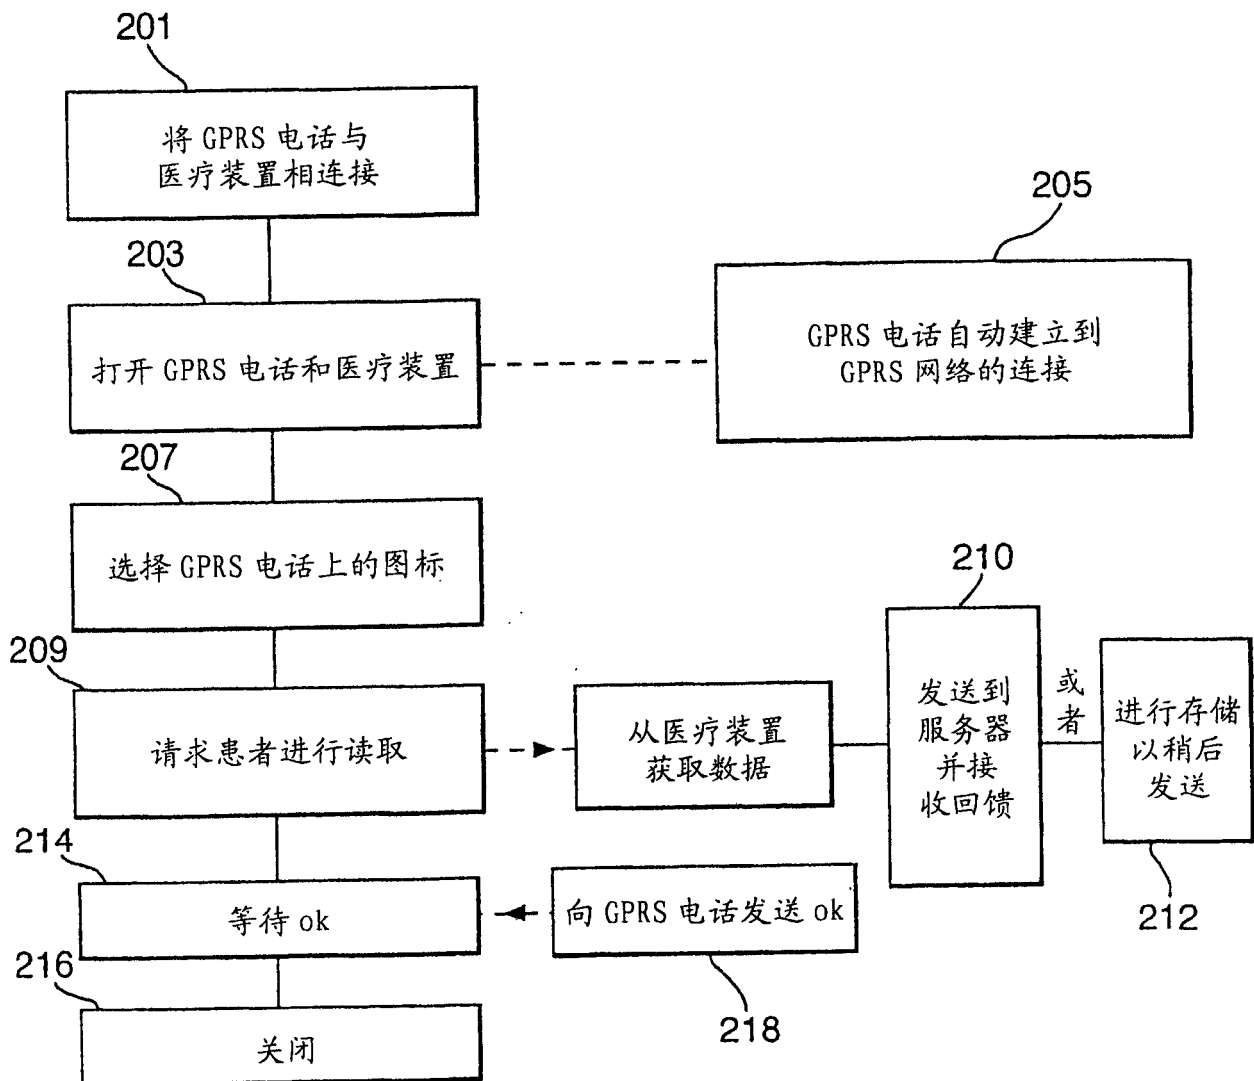 201
将 GPRS 电话与
医疗装置相连接
203
打开 GPRS 电话和医疗装置
205
GPRS 电话自动建立到
GPRS 网络的连接
207
选择 GPRS 电话上的图标
209
请求患者进行读取
从医疗装置
获取数据
210
发送到
服务器
并接
收回馈
或
者
进行存储
以稍后
发送
212
214
等待 ok
向 GPRS 电话发送 ok
218
216
关闭